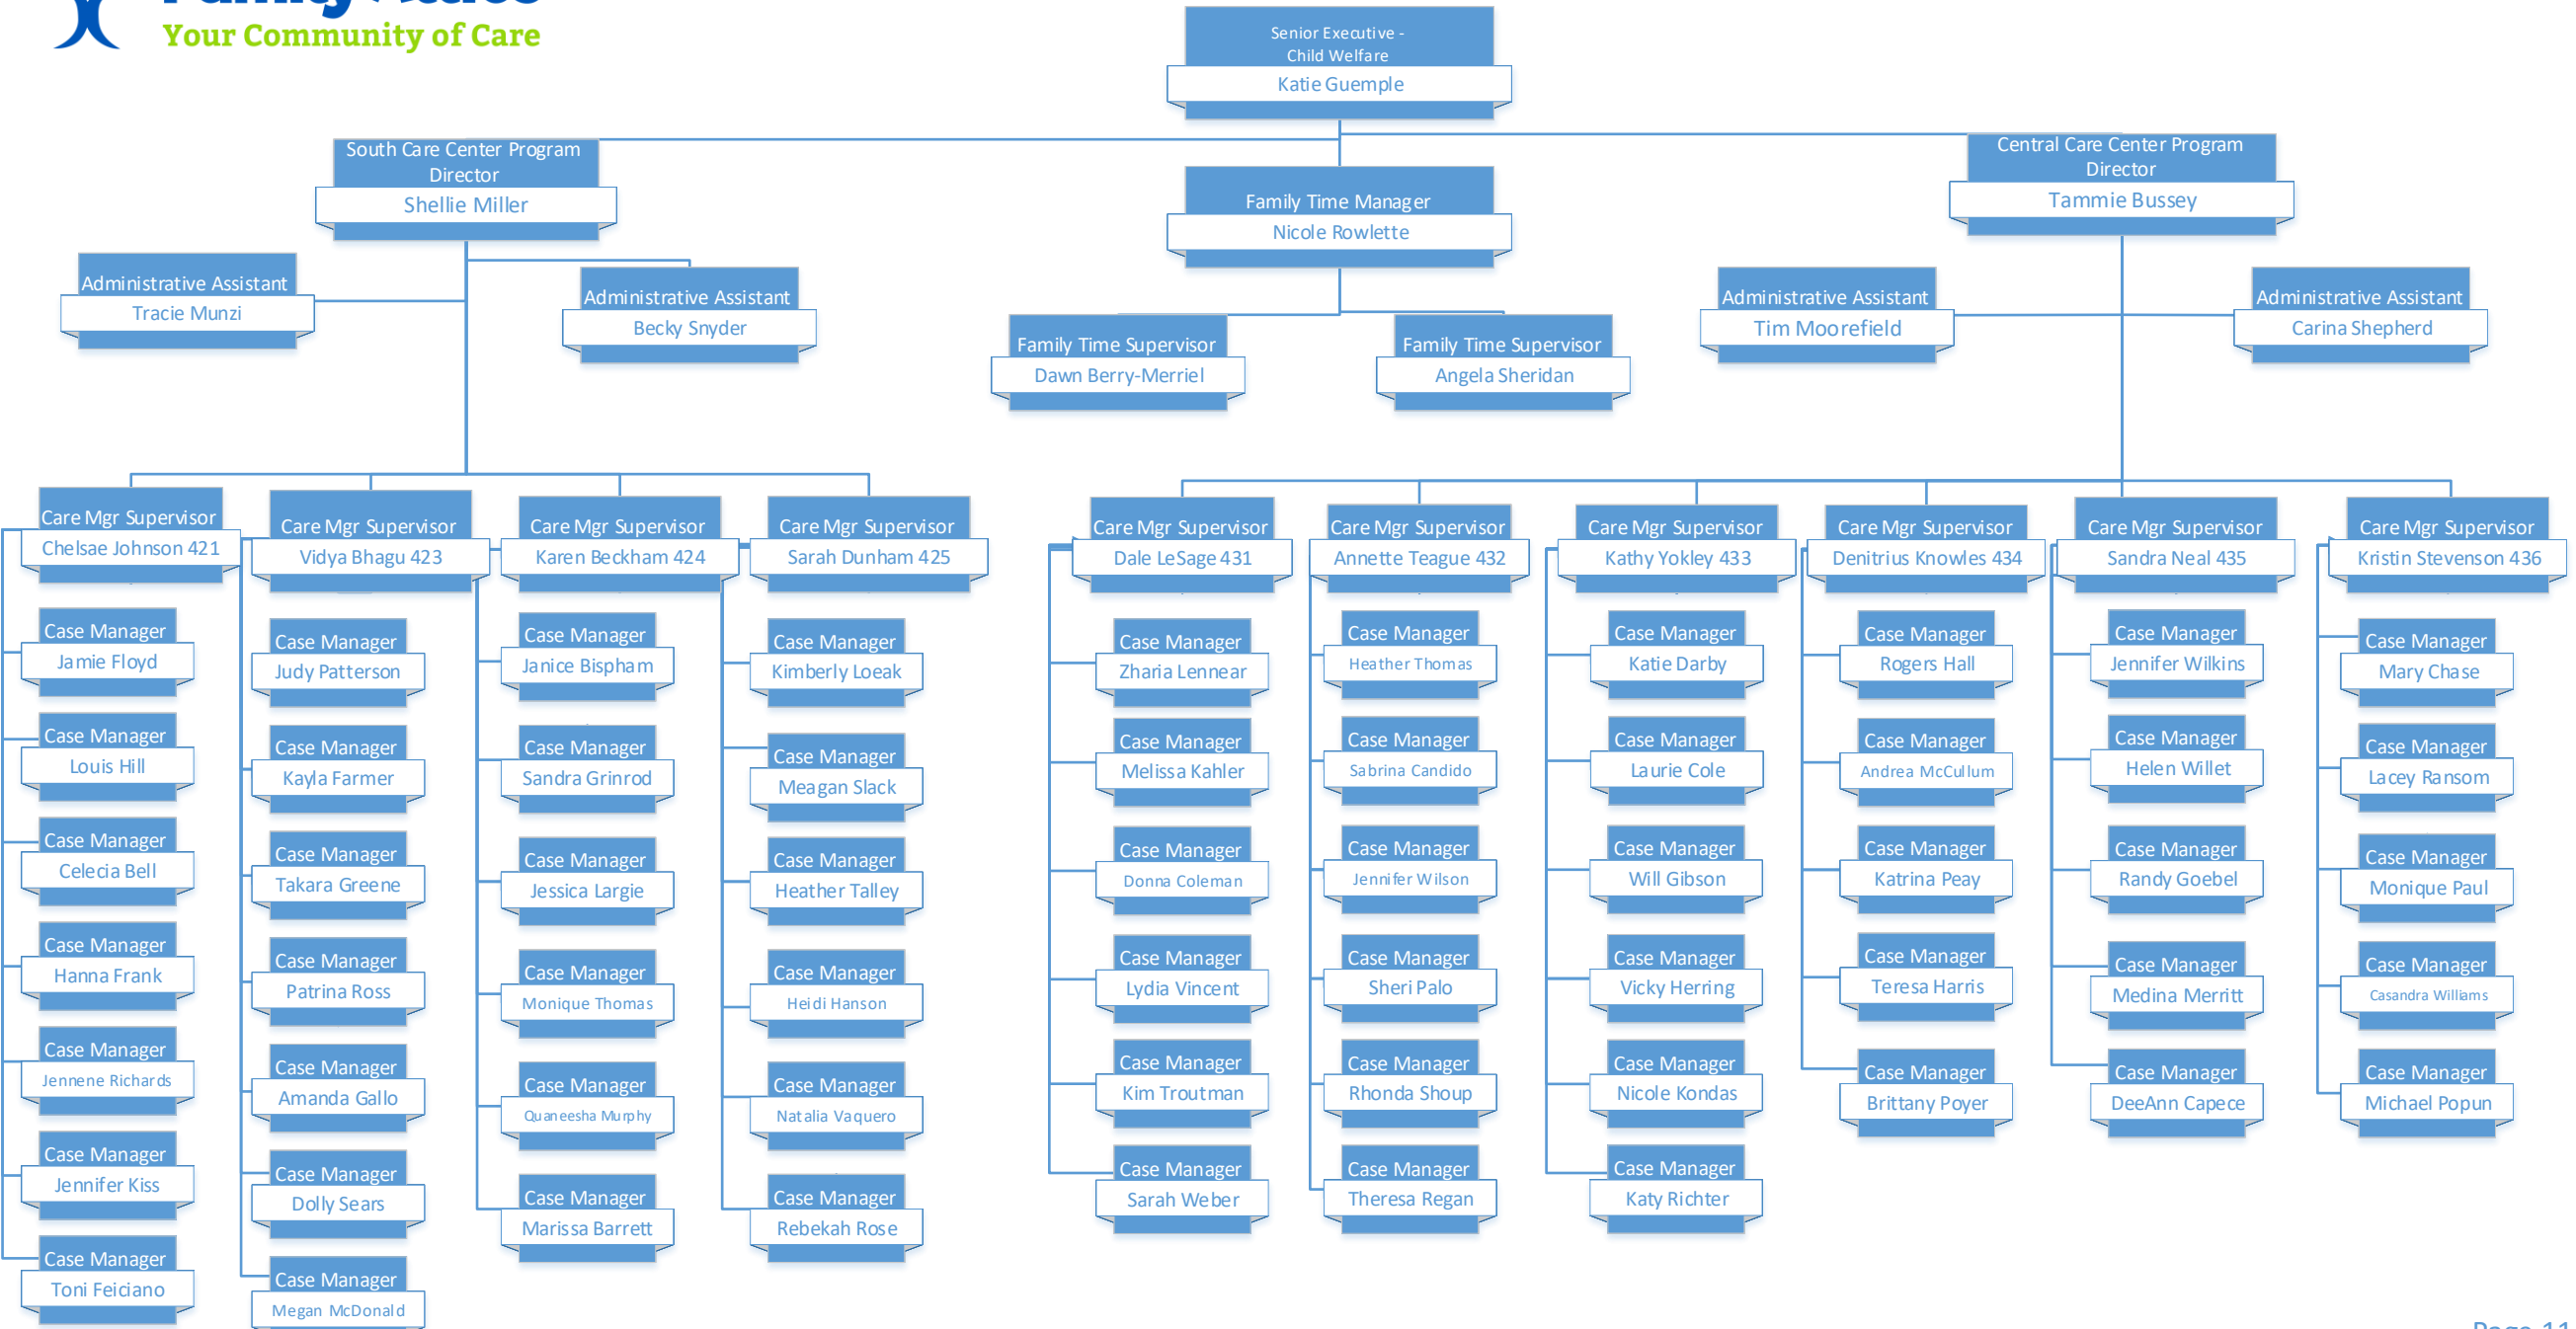 Your Community of Care
Senior Executive -
Child Welfare
Katie Guemple
South Care Center Program
Director
Shellie Miller
Family Time Manager
Nicole Rowlette
Central Care Center Program
Director
Tammie Bussey
Administrative Assistant
Tracie Munzi
Administrative Assistant
Becky Snyder
Family Time Supervisor
Dawn Berry-Merriel
Family Time Supervisor
Angela Sheridan
Administrative Assistant
Tim Moorefield
Administrative Assistant
Carina Shepherd
Care Mgr Supervisor
Chelsae Johnson 421
Case Manager
Jamie Floyd
Case Manager
Louis Hill
Case Manager
Celecia Bell
Case Manager
Hanna Frank
Case Manager
Jennene Richards
Case Manager
Jennifer Kiss
Case Manager
Toni Feiciano
Care Mgr Supervisor
Vidya Bhagu 423
Case Manager
Judy Patterson
Case Manager
Kayla Farmer
Case Manager
Takara Greene
Case Manager
Patrina Ross
Case Manager
Amanda Gallo
Case Manager
Dolly Sears
Case Manager
Megan McDonald
Care Mgr Supervisor
Karen Beckham 424
Case Manager
Janice Bispham
Case Manager
Sandra Grinrod
Case Manager
Jessica Largie
Case Manager
Monique Thomas
Case Manager
Quaneesha Murphy
Case Manager
Marissa Barrett
Care Mgr Supervisor
Sarah Dunham 425
Case Manager
Kimberly Loeak
Case Manager
Meagan Slack
Case Manager
Heather Talley
Case Manager
Heidi Hanson
Case Manager
Natalia Vaquero
Case Manager
Rebekah Rose
Care Mgr Supervisor
Dale LeSage 431
Case Manager
Zharia Lennear
Case Manager
Melissa Kahler
Case Manager
Donna Coleman
Case Manager
Lydia Vincent
Case Manager
Kim Troutman
Case Manager
Sarah Weber
Care Mgr Supervisor
Annette Teague 432
Case Manager
Heather Thomas
Case Manager
Sabrina Candido
Case Manager
Jennifer Wilson
Case Manager
Sheri Palo
Case Manager
Rhonda Shoup
Case Manager
Theresa Regan
Care Mgr Supervisor
Kathy Yokley 433
Case Manager
Katie Darby
Case Manager
Laurie Cole
Case Manager
Will Gibson
Case Manager
Vicky Herring
Case Manager
Nicole Kondas
Case Manager
Katy Richter
Care Mgr Supervisor
Denitrius Knowles 434
Case Manager
Rogers Hall
Case Manager
Andrea McCullum
Case Manager
Katrina Peay
Case Manager
Teresa Harris
Case Manager
Brittany Poyer
Care Mgr Supervisor
Sandra Neal 435
Case Manager
Jennifer Wilkins
Case Manager
Helen Willet
Case Manager
Randy Goebel
Case Manager
Medina Merritt
Case Manager
DeeAnn Capece
Care Mgr Supervisor
Kristin Stevenson 436
Case Manager
Mary Chase
Case Manager
Lacey Ransom
Case Manager
Monique Paul
Case Manager
Casandra Williams
Case Manager
Michael Popun
Page 11